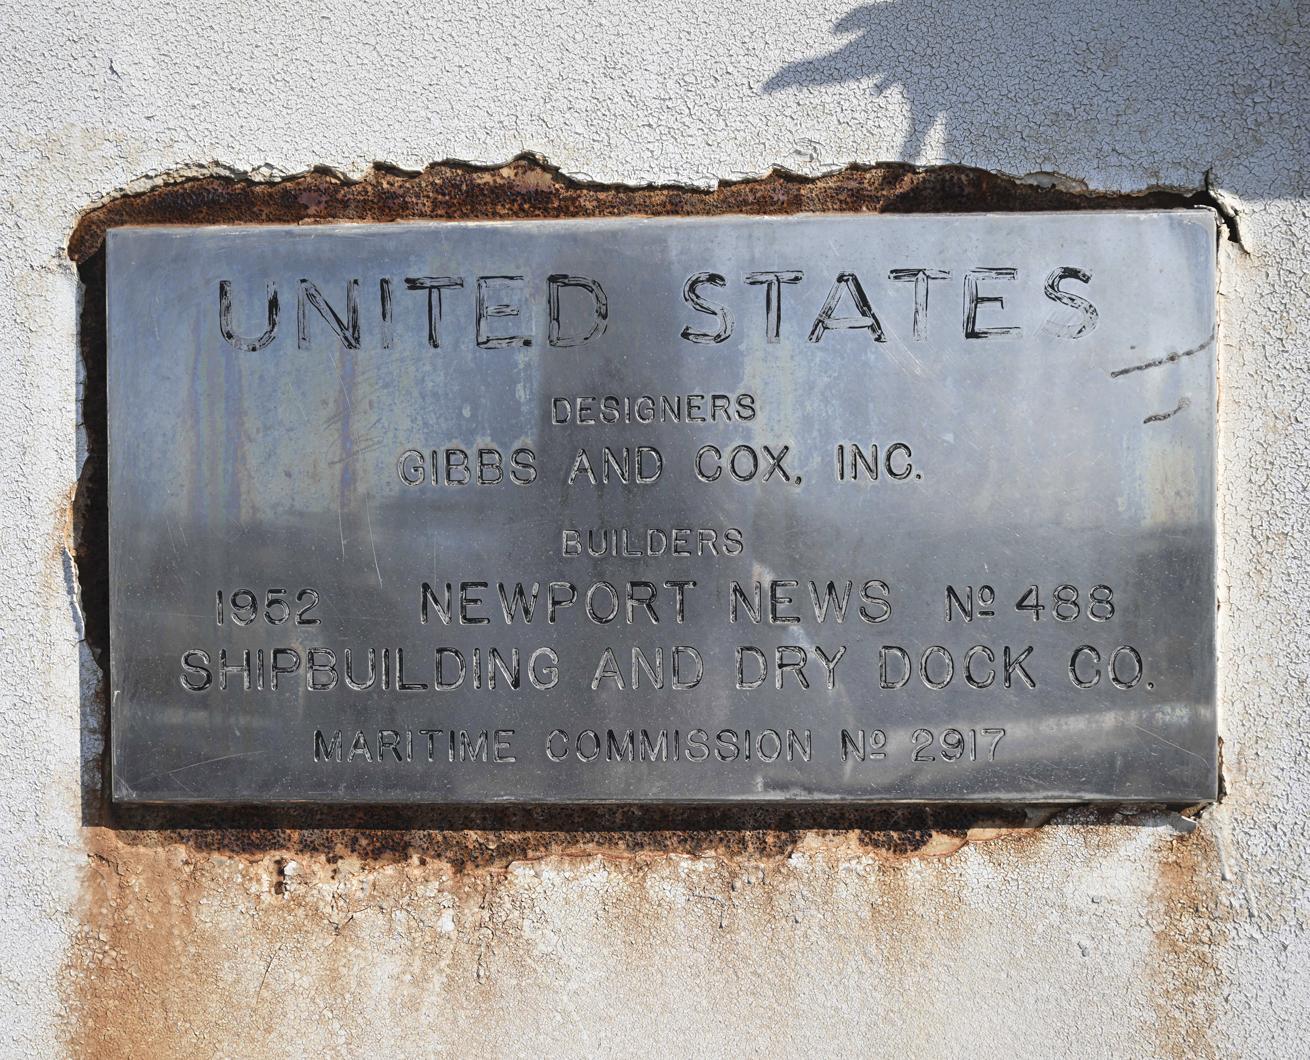 UNITED STATES
DESIGNERS
GIBBS AND COX, INC.
BUILDERS
1952 NEWPORT NEWS Nº 488
SHIPBUILDING AND DRY DOCK CO.
MARITIME COMMISSION Nº 2917